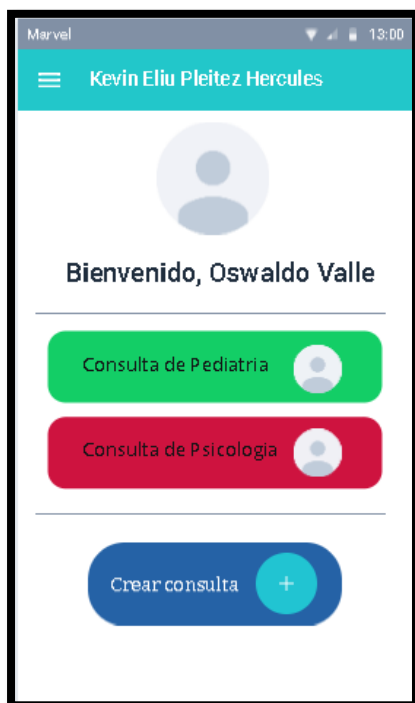 Marvel 13:00
Kevin Eliu Pleitez Hercules
Bienvenido, Oswaldo Valle
Consulta de Pediatria
Consulta de Psicologia
Crear consulta +